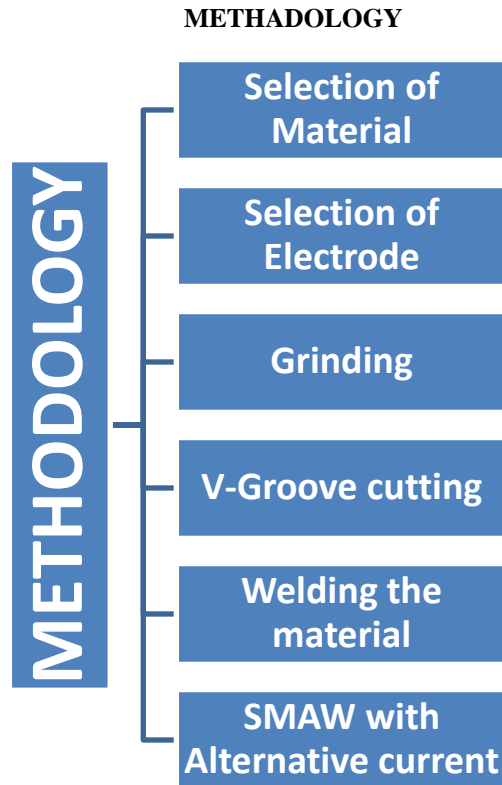 METHADOLOGY
METHODOLOGY
Selection of
Material
Selection of
Electrode
Grinding
V-Groove cutting
Welding the
material
SMAW with
Alternative current